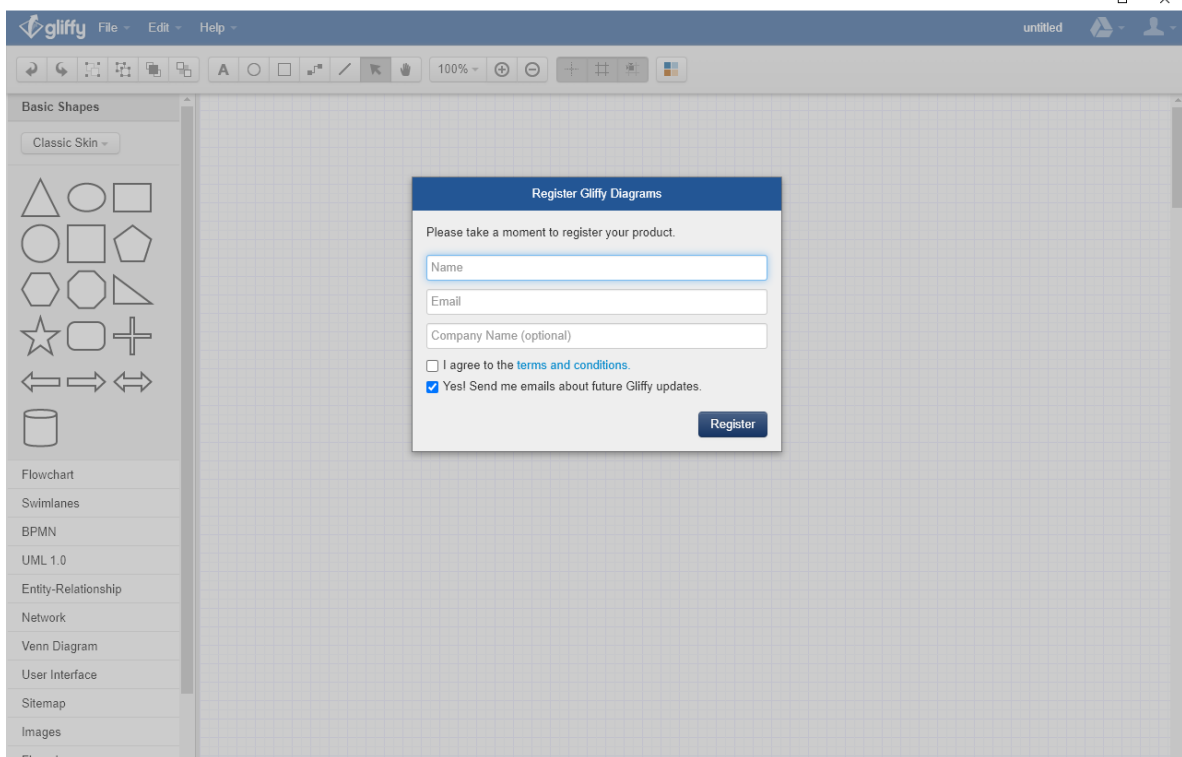 gliffy File Edit Help untitled
A 100%
Basic Shapes
Classic Skin
Register Gliffy Diagrams
Please take a moment to register your product.
Name
Email
Company Name (optional)
I agree to the terms and conditions.
Yes! Send me emails about future Gliffy updates.
Register
Flowchart
Swimlanes
BPMN
UML 1.0
Entity-Relationship
Network
Venn Diagram
User Interface
Sitemap
Images